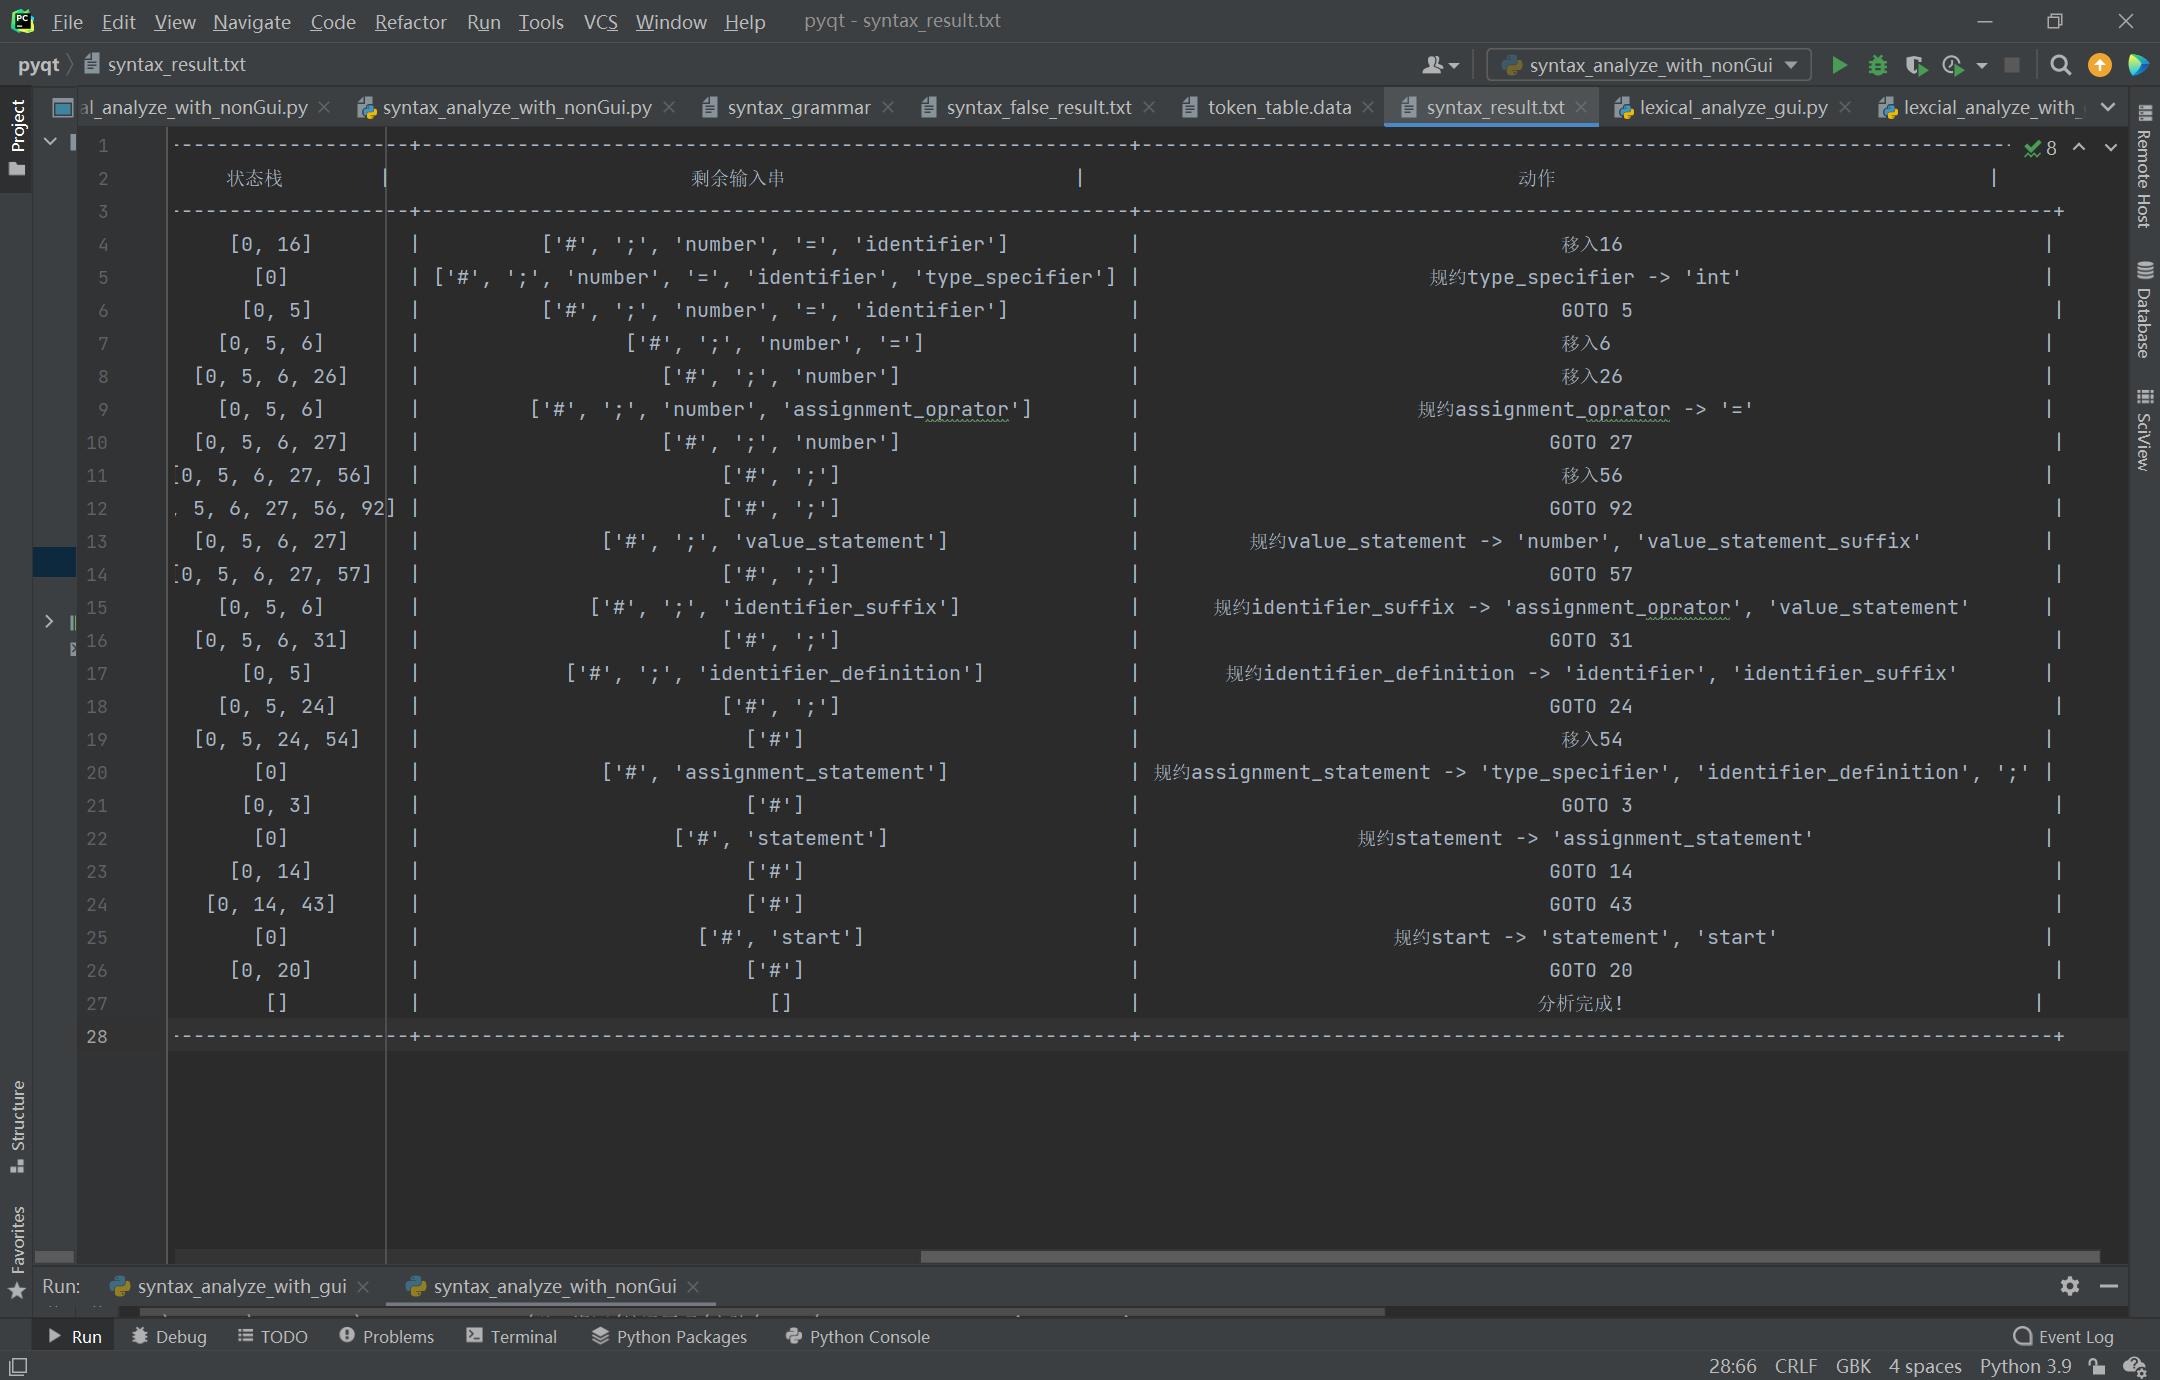 File Edit View Navigate Code Refactor Run Tools VCS Window Help pyqt - syntax_result.txt
pyqt syntax_result.txt syntax_analyze_with_nonGui
al_analyze_with_nonGui.py syntax_analyze_with_nonGui.py syntax_grammar syntax_false_result.txt token_table.data syntax_result.txt lexical_analyze_gui.py lexcial_analyze_with_
Project
Structure
Favorites
Remote Host
Database
SciView
8
1 --------------------+------------------------------------------------------------+------------------------------------------------------------------------
2 状态栈 | 剩余输入串 | 动作 |
3 --------------------+------------------------------------------------------------+----------------------------------------------------------------------------+
4 [0, 16] | ['#', ';', 'number', '=', 'identifier'] | 移入16 |
5 [0] | ['#', ';', 'number', '=', 'identifier', 'type_specifier'] | 规约type_specifier -> 'int' |
6 [0, 5] | ['#', ';', 'number', '=', 'identifier'] | GOTO 5 |
7 [0, 5, 6] | ['#', ';', 'number', '='] | 移入6 |
8 [0, 5, 6, 26] | ['#', ';', 'number'] | 移入26 |
9 [0, 5, 6] | ['#', ';', 'number', 'assignment_oprator'] | 规约assignment_oprator -> '=' |
10 [0, 5, 6, 27] | ['#', ';', 'number'] | GOTO 27 |
11 [0, 5, 6, 27, 56] | ['#', ';'] | 移入56 |
12 , 5, 6, 27, 56, 92] | ['#', ';'] | GOTO 92 |
13 [0, 5, 6, 27] | ['#', ';', 'value_statement'] | 规约value_statement -> 'number', 'value_statement_suffix' |
14 [0, 5, 6, 27, 57] | ['#', ';'] | GOTO 57 |
15 [0, 5, 6] | ['#', ';', 'identifier_suffix'] | 规约identifier_suffix -> 'assignment_oprator', 'value_statement' |
16 [0, 5, 6, 31] | ['#', ';'] | GOTO 31 |
17 [0, 5] | ['#', ';', 'identifier_definition'] | 规约identifier_definition -> 'identifier', 'identifier_suffix' |
18 [0, 5, 24] | ['#', ';'] | GOTO 24 |
19 [0, 5, 24, 54] | ['#'] | 移入54 |
20 [0] | ['#', 'assignment_statement'] | 规约assignment_statement -> 'type_specifier', 'identifier_definition', ';' |
21 [0, 3] | ['#'] | GOTO 3 |
22 [0] | ['#', 'statement'] | 规约statement -> 'assignment_statement' |
23 [0, 14] | ['#'] | GOTO 14 |
24 [0, 14, 43] | ['#'] | GOTO 43 |
25 [0] | ['#', 'start'] | 规约start -> 'statement', 'start' |
26 [0, 20] | ['#'] | GOTO 20 |
27 [] | [] | 分析完成! |
28 --------------------+------------------------------------------------------------+----------------------------------------------------------------------------+
Run: syntax_analyze_with_gui syntax_analyze_with_nonGui
Run Debug TODO Problems Terminal Python Packages Python Console Event Log
28:66 CRLF GBK 4 spaces Python 3.9